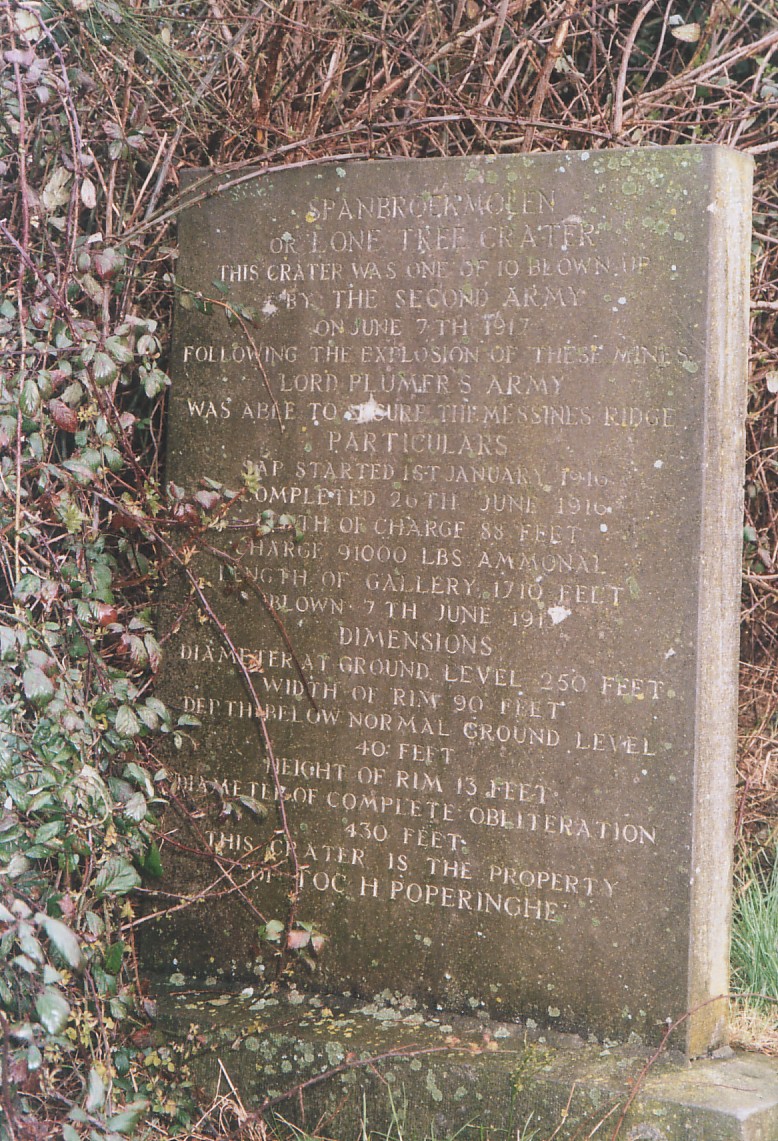 SPANBROEKMOLEN
OR LONE TREE CRATER
THIS CRATER WAS ONE OF 10 BLOWN UP
BY THE SECOND ARMY
ON JUNE 7TH 1917
FOLLOWING THE EXPLOSION OF THESE MINES
LORD PLUMER'S ARMY
WAS ABLE TO SECURE THE MESSINES RIDGE
PARTICULARS
SAP STARTED 1ST JANUARY 1916
COMPLETED 26TH JUNE 1916
DEPTH OF CHARGE 88 FEET
CHARGE 91000 LBS AMMONAL
LENGTH OF GALLERY 1710 FEET
BLOWN 7TH JUNE 1917
DIMENSIONS
DIAMETER AT GROUND LEVEL 250 FEET
WIDTH OF RIM 90 FEET
DEPTH BELOW NORMAL GROUND LEVEL
40 FEET
HEIGHT OF RIM 13 FEET
DIAMETER OF COMPLETE OBLITERATION
430 FEET
THIS CRATER IS THE PROPERTY
OF TOC H POPERINGHE